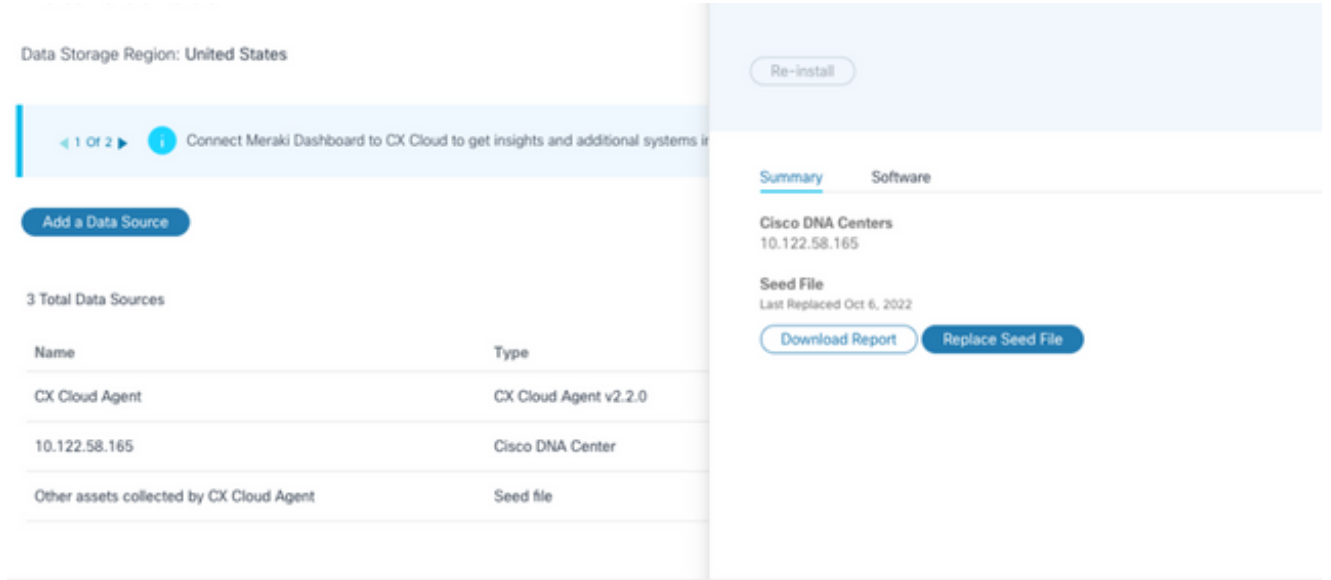 Data Storage Region: United States
1 Of 2
Connect Meraki Dashboard to CX Cloud to get insights and additional systems
Add a Data Source
3 Total Data Sources
Name Type
CX Cloud Agent CX Cloud Agent v2.2.0
10.122.58.165 Cisco DNA Center
Other assets collected by CX Cloud Agent Seed file
Re-install
Summary Software
Cisco DNA Centers
10.122.58.165
Seed File
Last Replaced Oct 6, 2022
Download Report Replace Seed File